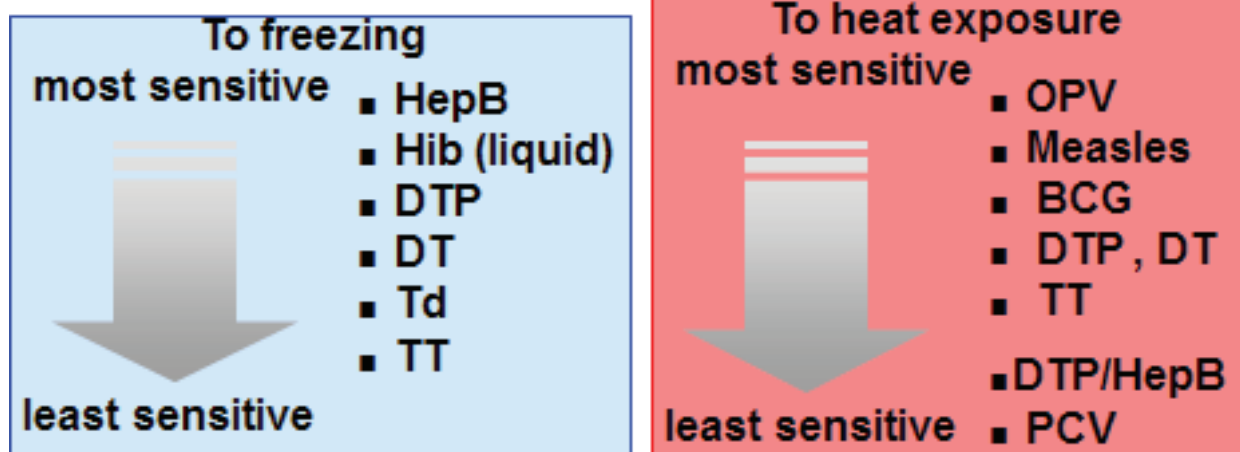 To freezing
most sensitive
▪ HepB
▪ Hib (liquid)
▪ DTP
▪ DT
▪ Td
▪ TT
least sensitive
To heat exposure
most sensitive
▪ OPV
▪ Measles
▪ BCG
▪ DTP , DT
▪ TT
▪ DTP/HepB
least sensitive ▪ PCV